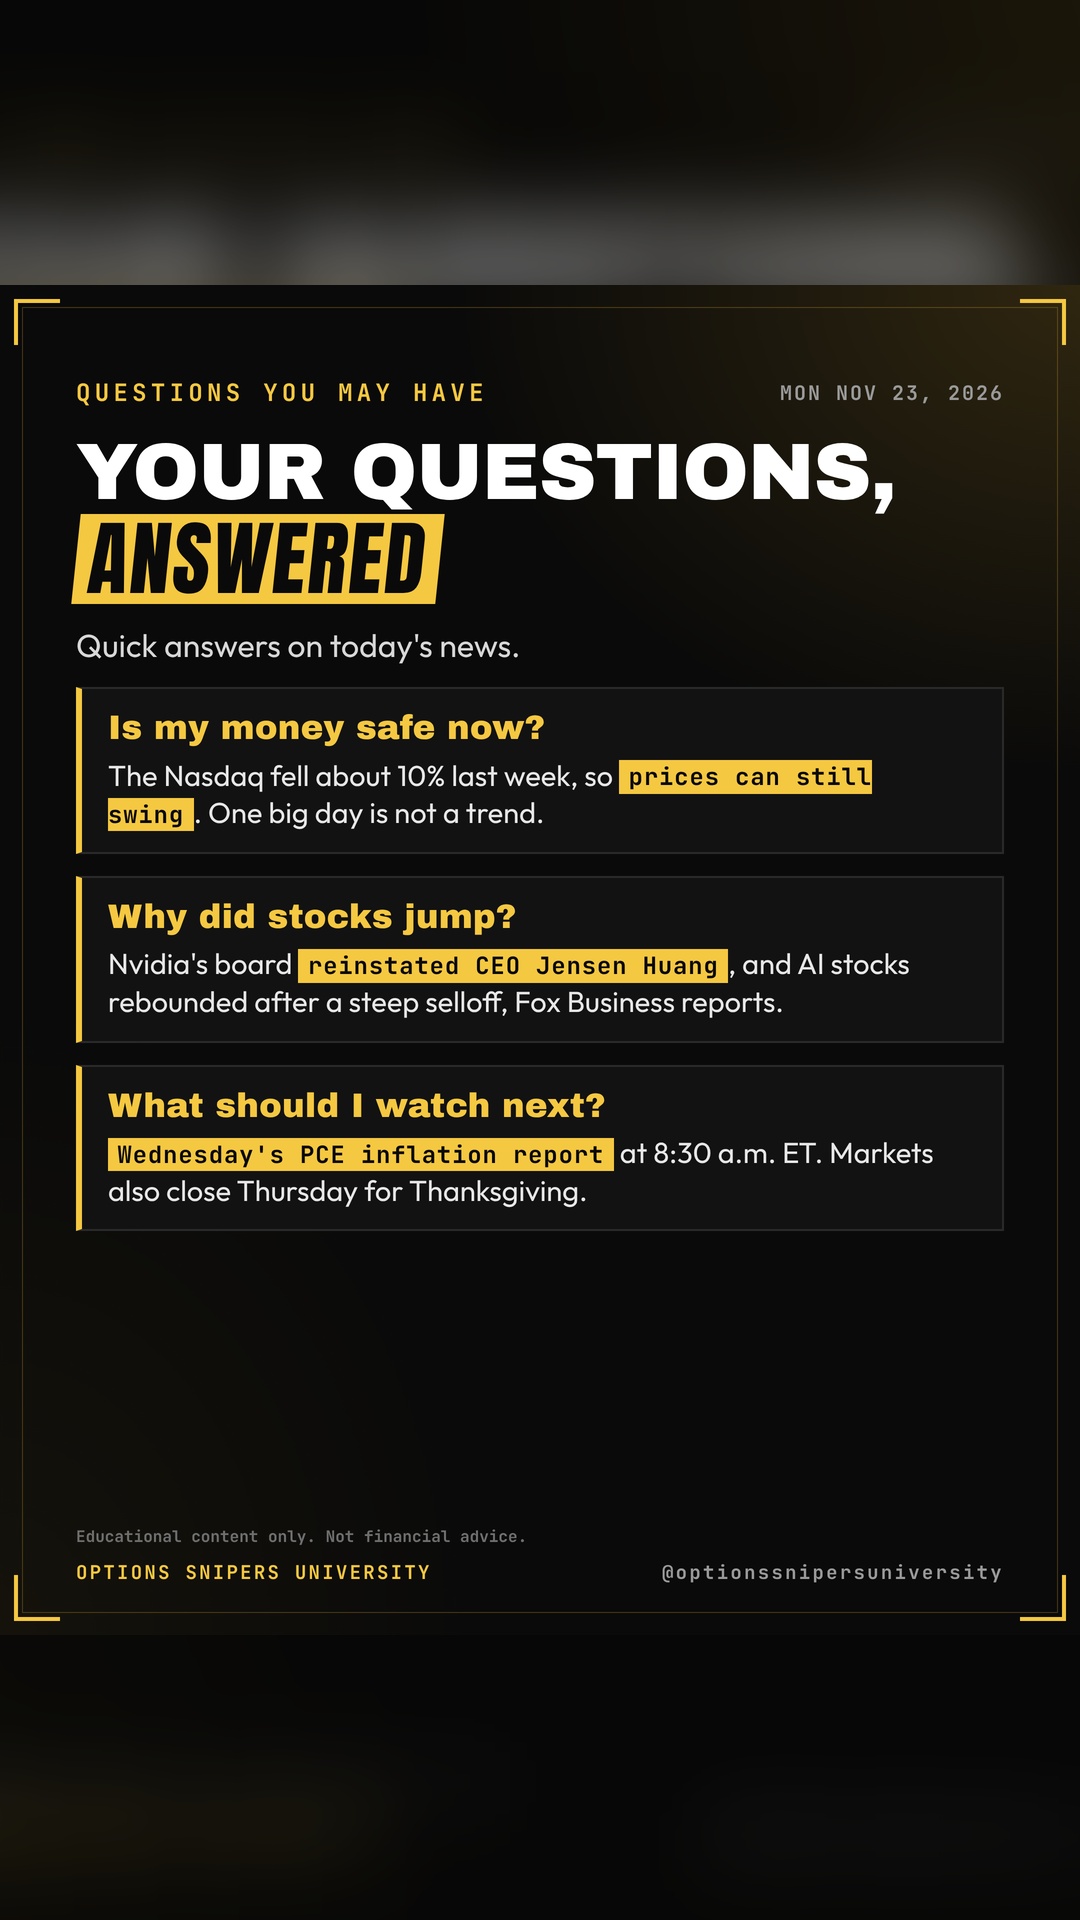 QUESTIONS YOU MAY HAVE
MON NOV 23, 2026
YOUR QUESTIONS,
ANSWERED
Quick answers on today's news.
Is my money safe now?
The Nasdaq fell about 10% last week, so prices can still
swing. One big day is not a trend.
Why did stocks jump?
Nvidia's board reinstated CEO Jensen Huang, and AI stocks
rebounded after a steep selloff, Fox Business reports.
What should I watch next?
Wednesday's PCE inflation report at 8:30 a.m. ET. Markets
also close Thursday for Thanksgiving.
Educational content only. Not financial advice.
OPTIONS SNIPERS UNIVERSITY
@optionssnipersuniversity